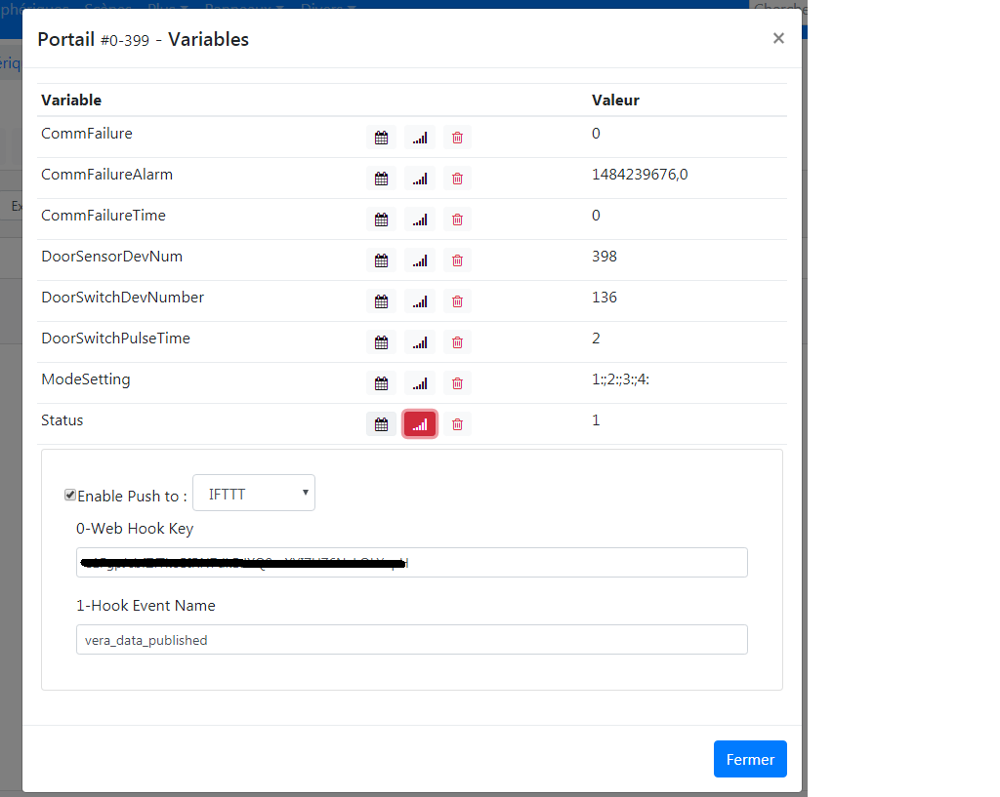 Portail #0-399 - Variables ×
Variable Valeur
CommFailure 0
CommFailureAlarm 1484239676,0
CommFailureTime 0
DoorSensorDevNum 398
DoorSwitchDevNumber 136
DoorSwitchPulseTime 2
ModeSetting 1:;2:;3:;4:
Status 1
Enable Push to : IFTTT
0-Web Hook Key
1-Hook Event Name
vera_data_published
Fermer